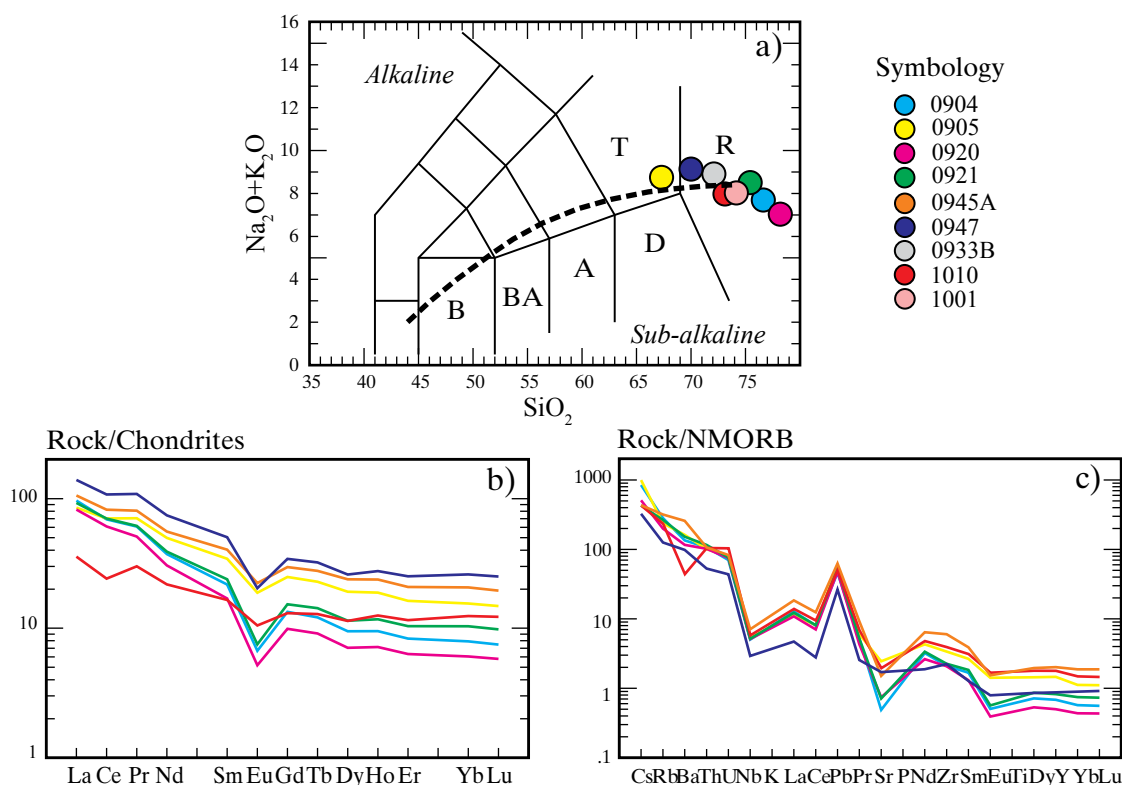 16
14
12
10
8
6
4
2
0
Na2O+K2O
a)
Alkaline
T
R
B
BA
A
D
Sub-alkaline
35 40 45 50 55 60 65 70 75
SiO2
Symbology
0904
0905
0920
0921
0945A
0947
0933B
1010
1001
Rock/Chondrites
b)
100
10
1
La Ce Pr Nd Sm Eu Gd Tb Dy Ho Er Yb Lu
Rock/NMORB
c)
1000
100
10
1
.1
Cs Rb Ba Th U Nb K La Ce Pb Pr Sr P Nd Zr Sm Eu Ti Dy Y Yb Lu